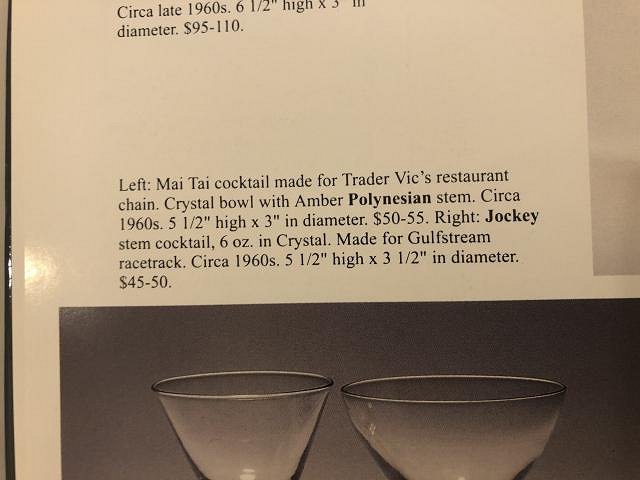 Circa late 1960s. 6 1/2" high x 3" in
diameter. $95-110.
Left: Mai Tai cocktail made for Trader Vic's restaurant
chain. Crystal bowl with Amber Polynesian stem. Circa
1960s. 5 1/2" high x 3" in diameter. $50-55. Right: Jockey
stem cocktail, 6 oz. in Crystal. Made for Gulfstream
racetrack. Circa 1960s. 5 1/2" high x 3 1/2" in diameter.
$45-50.